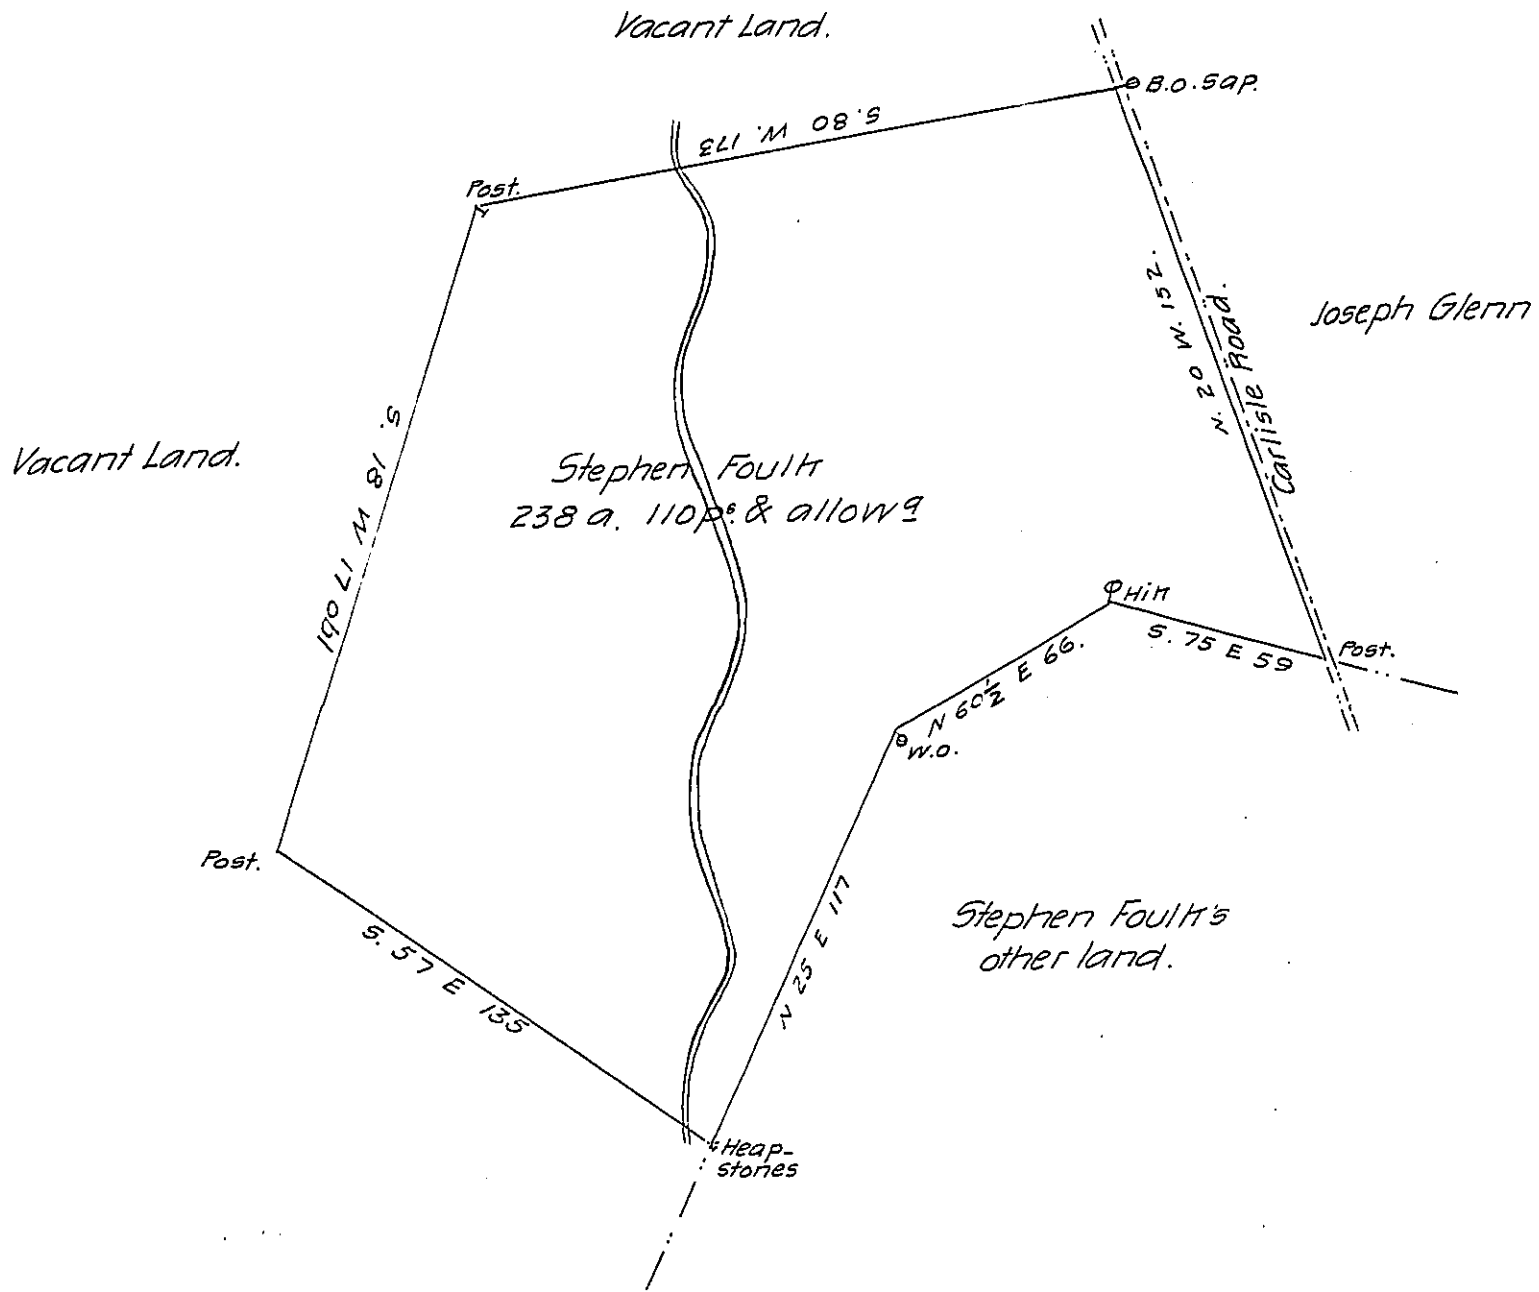 Vacant Land.
B.O. Sap.
S. 80 W. 173
Post.
N. 20 W. 152.
Carlisle Road.
Joseph Glenn
S. 18 W
Vacant Land.
Stephen Foulk
238 a. 110 ps. & allowe
Hik
S. 75 E 59
Post.
N 60½ E 66.
W.O.
Post.
N 25 E 117
S. 57 E 135
Stephen Foulk's
other land.
Heap-
stones